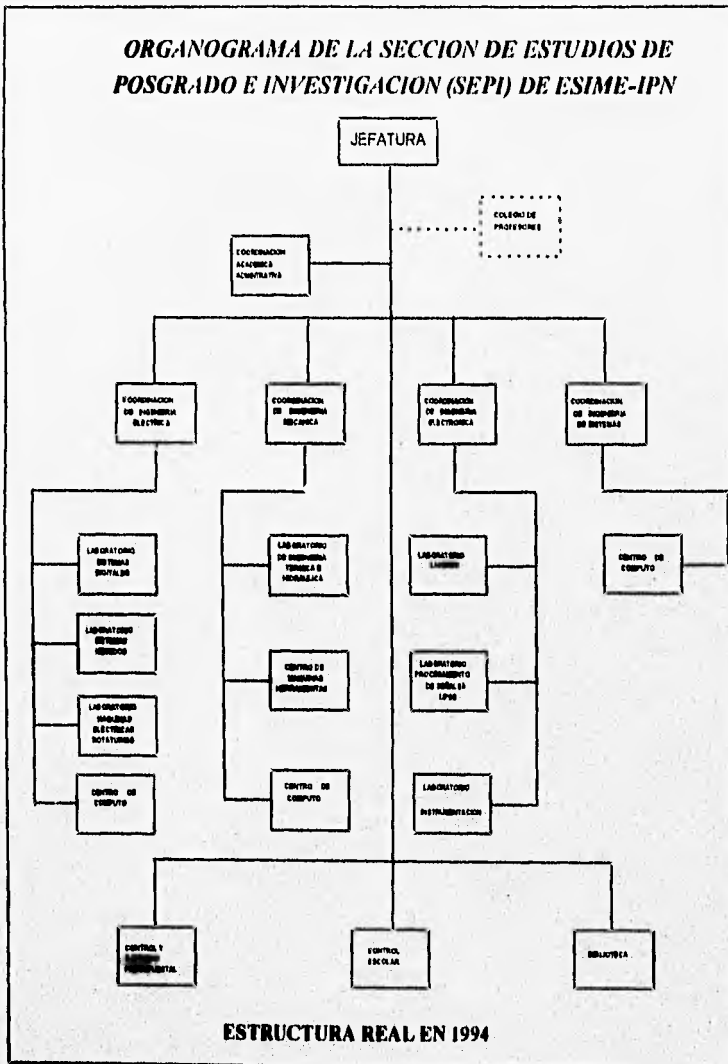 ORGANOGRAMA DE LA SECCION DE ESTUDIOS DE
POSGRADO E INVESTIGACION (SEPI) DE ESIME-IPN
JEFATURA
COLEGIO DE
PROFESORES
COORDINACION
ACADEMICA
COORDINACION
DE INGENIERIA
ELECTRICA
COORDINACION
DE INGENIERIA
MECANICA
COORDINACION
DE INGENIERIA
ELECTRONICA
COORDINACION
DE INGENIERIA
DE SISTEMAS
LABORATORIO
SISTEMAS
DIGITALES
LABORATORIO
SISTEMAS
LABORATORIO
MAQUINAS
ELECTRICAS
CENTRO DE
COMPUTO
LABORATORIO
DE INGENIERIA
TERMICA E
HIDRAULICA
CENTRO DE
MAQUINAS
HERRAMIENTAS
CENTRO DE
COMPUTO
LABORATORIO
LABORATORIO
PROCESAMIENTO
DE SEÑALES
LABORATORIO
INSTRUMENTACION
CENTRO DE
COMPUTO
CONTROL Y
CONTROL
ESCOLAR
BIBLIOTECA
ESTRUCTURA REAL EN 1994